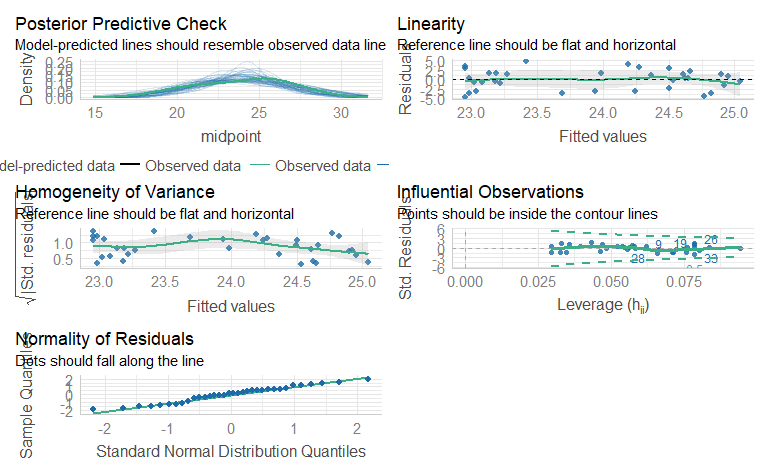 Posterior Predictive Check
Model-predicted lines should resemble observed data line
Density
0.25
0.20
0.15
0.10
0.05
0.00
15 20 25 30
midpoint
del-predicted data Observed data Observed data
Linearity
Reference line should be flat and horizontal
Residuals
5.0
2.5
0.0
-2.5
-5.0
23.0 23.5 24.0 24.5 25.0
Fitted values
Homogeneity of Variance
Reference line should be flat and horizontal
√|Std. residuals|
1.0
0.5
23.0 23.5 24.0 24.5 25.0
Fitted values
Influential Observations
Points should be inside the contour lines
Std. Residuals
6
3
0
-3
-6
9 19 26
28 33
0.5
0.000 0.025 0.050 0.075
Leverage (hii)
Normality of Residuals
Dots should fall along the line
Sample Quantiles
2
1
0
-1
-2
-2 -1 0 1 2
Standard Normal Distribution Quantiles